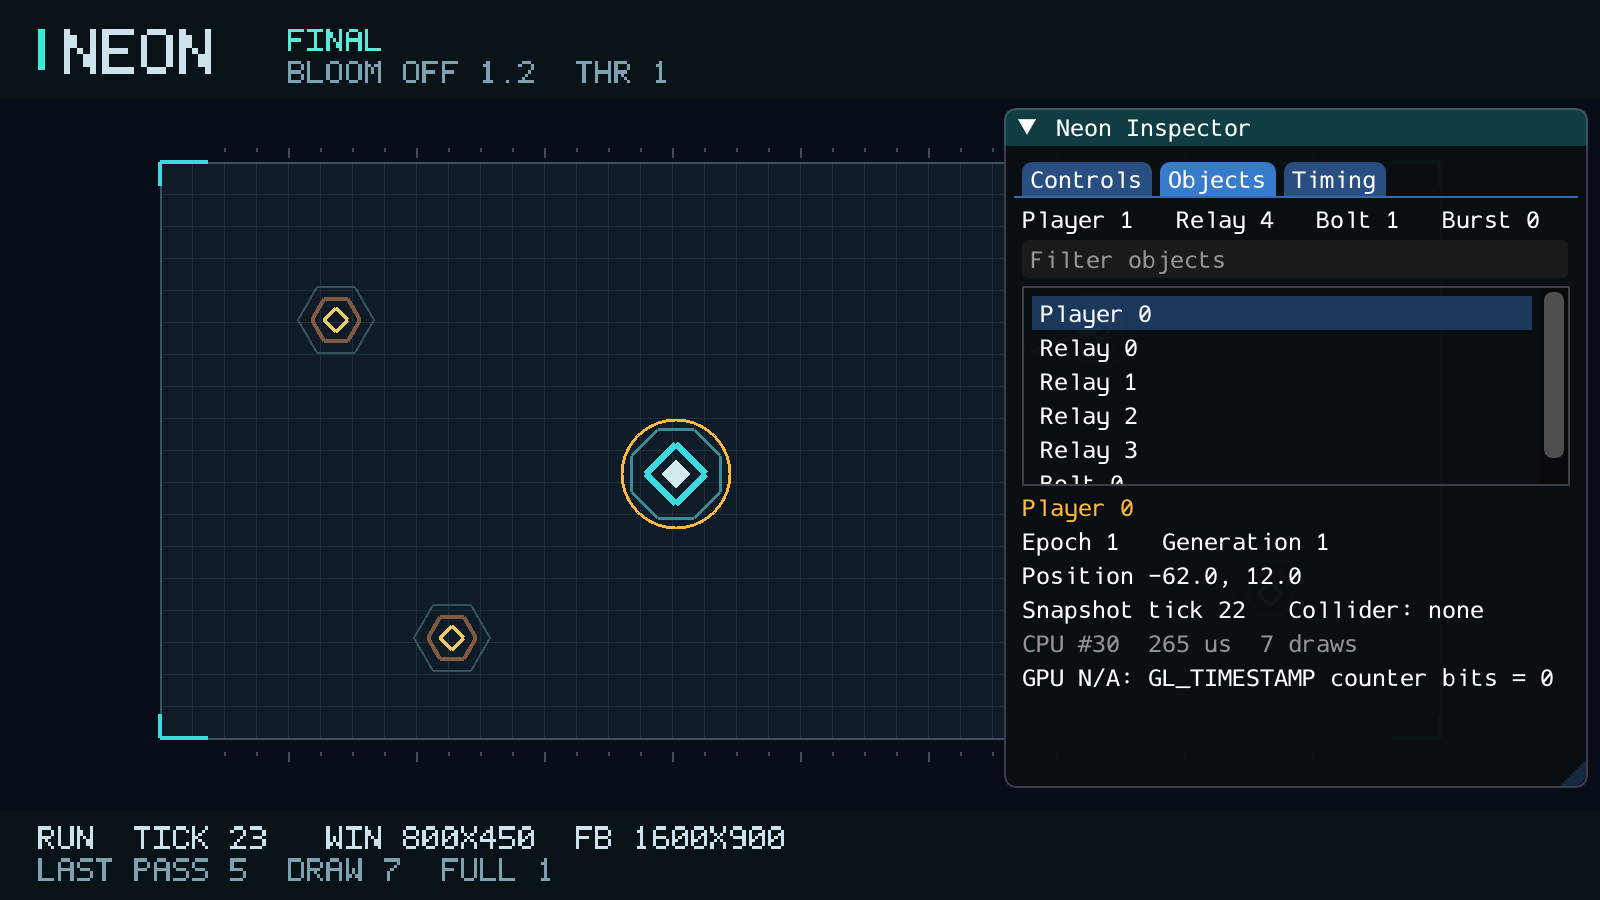 NEON
FINAL
BLOOM OFF 1.2 THR 1
Neon Inspector
Controls Objects Timing
Player 1 Relay 4 Bolt 1 Burst 0
Filter objects
Player 0
Relay 0
Relay 1
Relay 2
Relay 3
Bolt 0
Player 0
Epoch 1 Generation 1
Position -62.0, 12.0
Snapshot tick 22 Collider: none
CPU #30 265 us 7 draws
GPU N/A: GL_TIMESTAMP counter bits = 0
RUN TICK 23 WIN 800X450 FB 1600X900
LAST PASS 5 DRAW 7 FULL 1